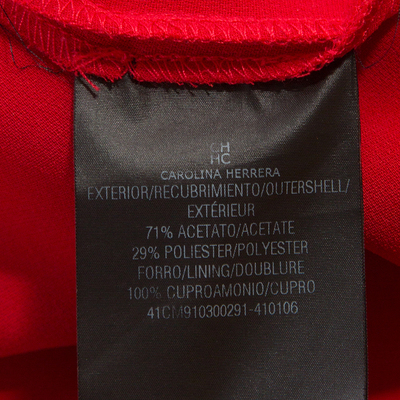 CH
HC
CAROLINA HERRERA
EXTERIOR/RECUBRIMIENTO/OUTERSHELL/
EXTÉRIEUR
71% ACETATO/ACETATE
29% POLIESTER/POLYESTER
FORRO/LINING/DOUBLURE
100% CUPROAMONIO/CUPRO
41CM910300291-410106